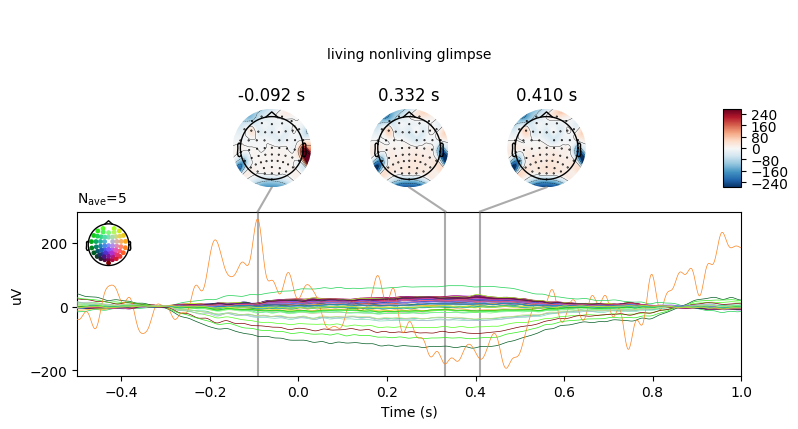 living nonliving glimpse
-0.092 s 0.332 s 0.410 s
240
160
80
0
−80
−160
−240
Nave=5
200
0
−200
uV
−0.4 −0.2 0.0 0.2 0.4 0.6 0.8 1.0
Time (s)